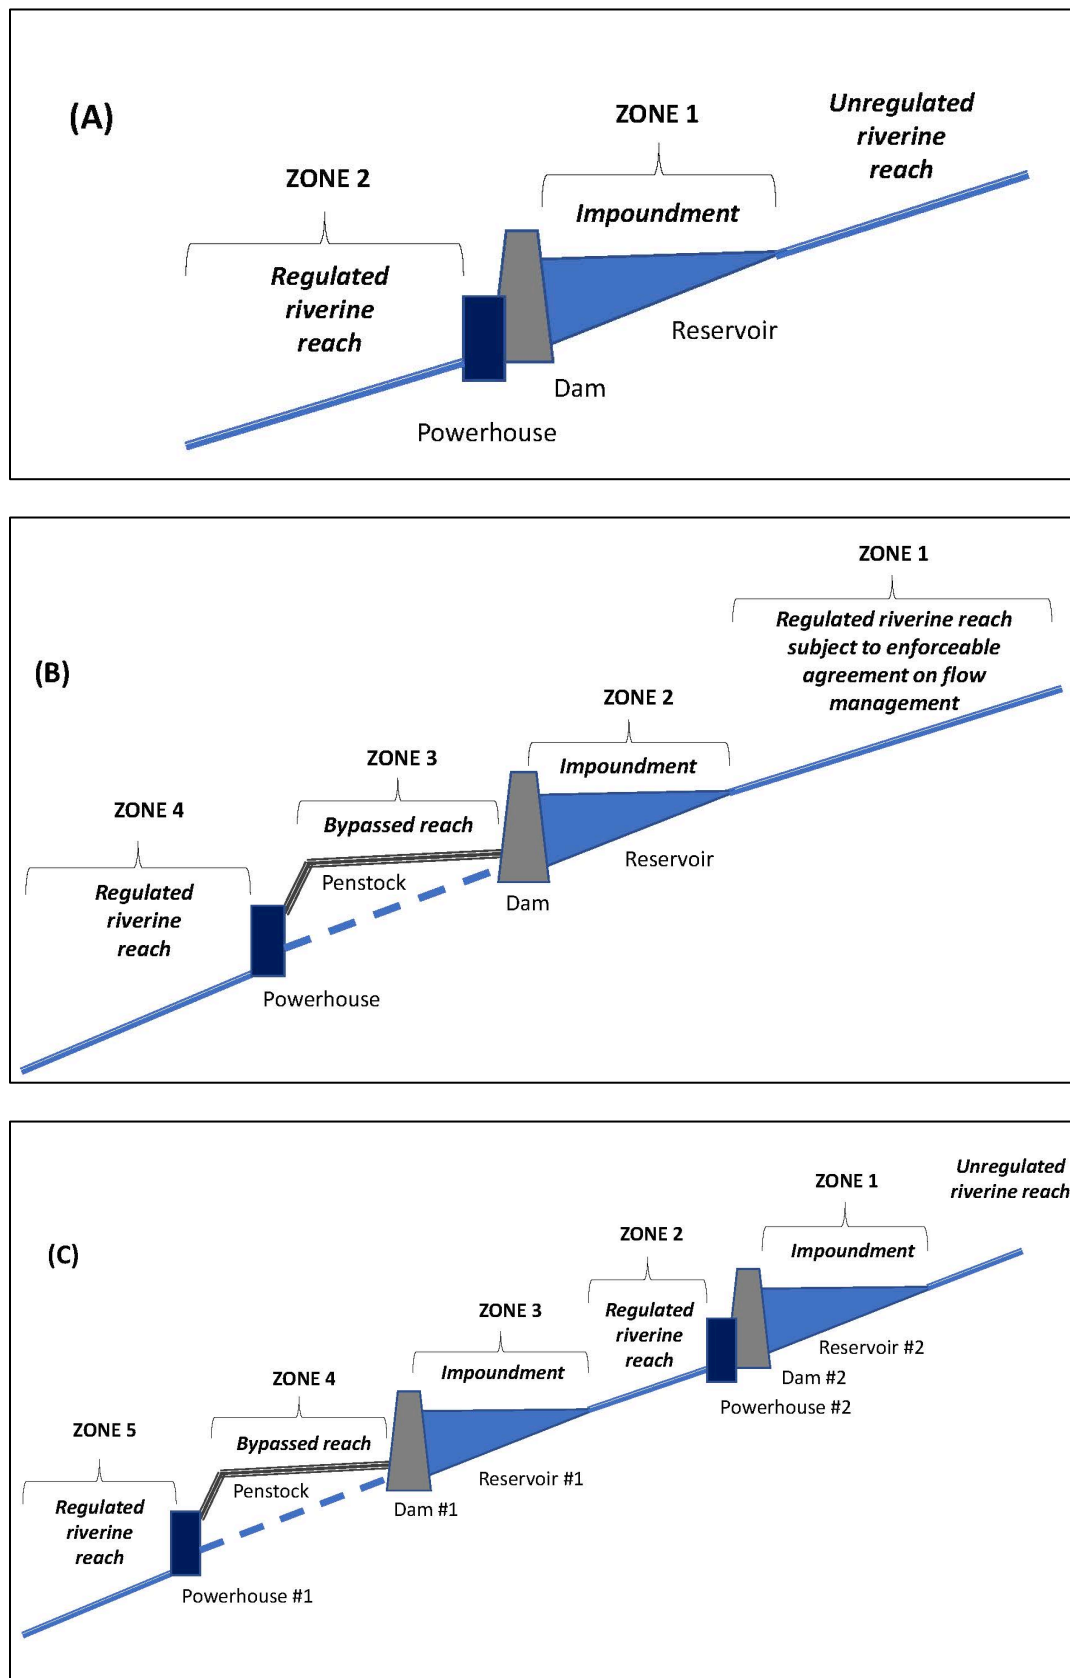 (A)
ZONE 1
Unregulated
riverine
reach
ZONE 2
Impoundment
Regulated
riverine
reach
Reservoir
Dam
Powerhouse
(B)
ZONE 1
Regulated riverine reach
subject to enforceable
agreement on flow
management
ZONE 2
Impoundment
ZONE 3
Bypassed reach
ZONE 4
Regulated
riverine
reach
Penstock
Reservoir
Dam
Powerhouse
(C)
Unregulated
riverine reach
ZONE 1
Impoundment
ZONE 2
Regulated
riverine
reach
ZONE 3
Impoundment
Reservoir #2
Dam #2
Powerhouse #2
ZONE 4
Bypassed reach
ZONE 5
Regulated
riverine
reach
Penstock
Reservoir #1
Dam #1
Powerhouse #1